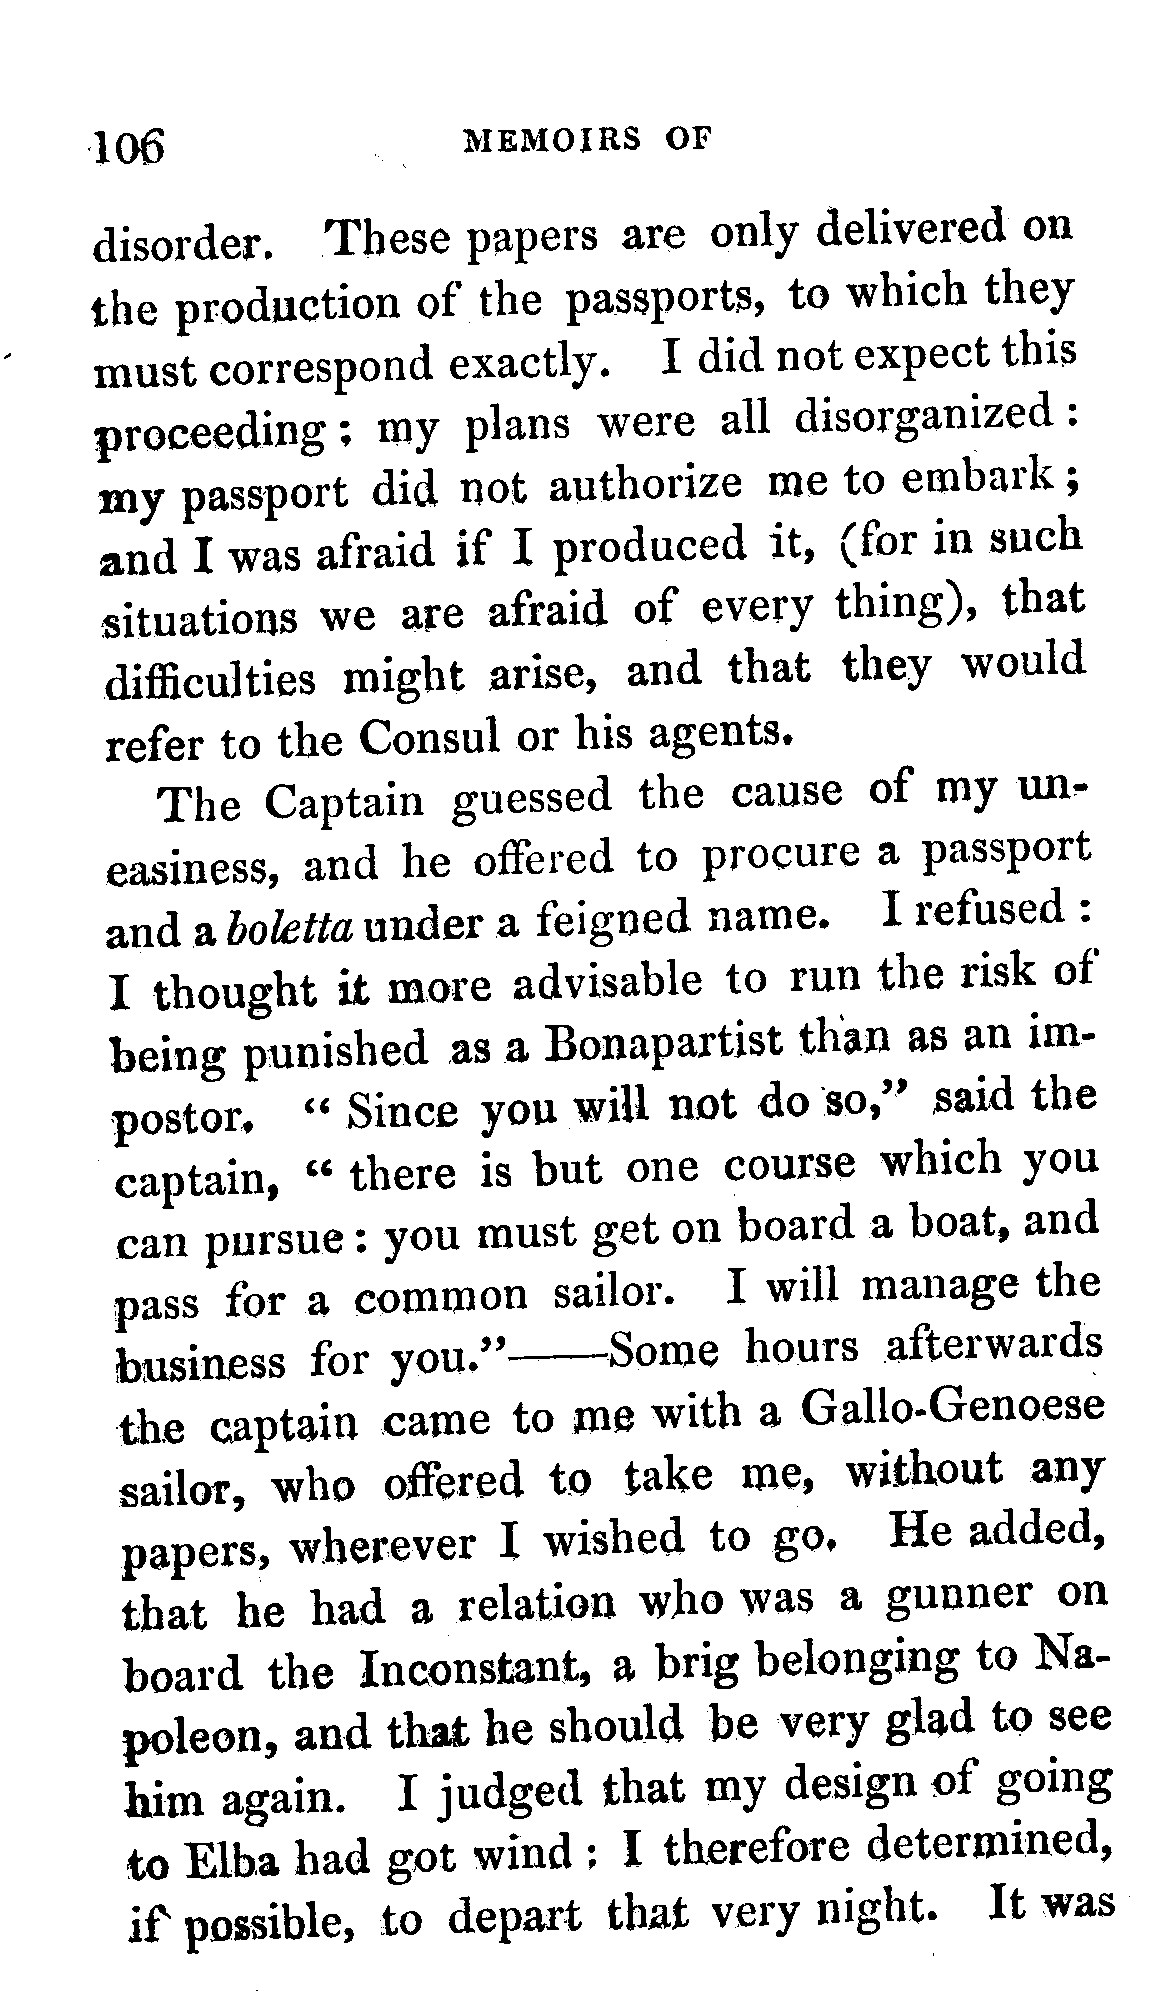 106 MEMOIRS OF
disorder. These papers are only delivered on
the production of the passports, to which they
must correspond exactly. I did not expect this
proceeding; my plans were all disorganized:
my passport did not authorize me to embark;
and I was afraid if I produced it, (for in such
situations we are afraid of every thing), that
difficulties might arise, and that they would
refer to the Consul or his agents.
The Captain guessed the cause of my un-
easiness, and he offered to procure a passport
and a boletta under a feigned name. I refused:
I thought it more advisable to run the risk of
being punished as a Bonapartist than as an im-
postor. "Since you will not do so," said the
captain, "there is but one course which you
can pursue: you must get on board a boat, and
pass for a common sailor. I will manage the
business for you."——Some hours afterwards
the captain came to me with a Gallo-Genoese
sailor, who offered to take me, without any
papers, wherever I wished to go. He added,
that he had a relation who was a gunner on
board the Inconstant, a brig belonging to Na-
poleon, and that he should be very glad to see
him again. I judged that my design of going
to Elba had got wind: I therefore determined,
if possible, to depart that very night. It was